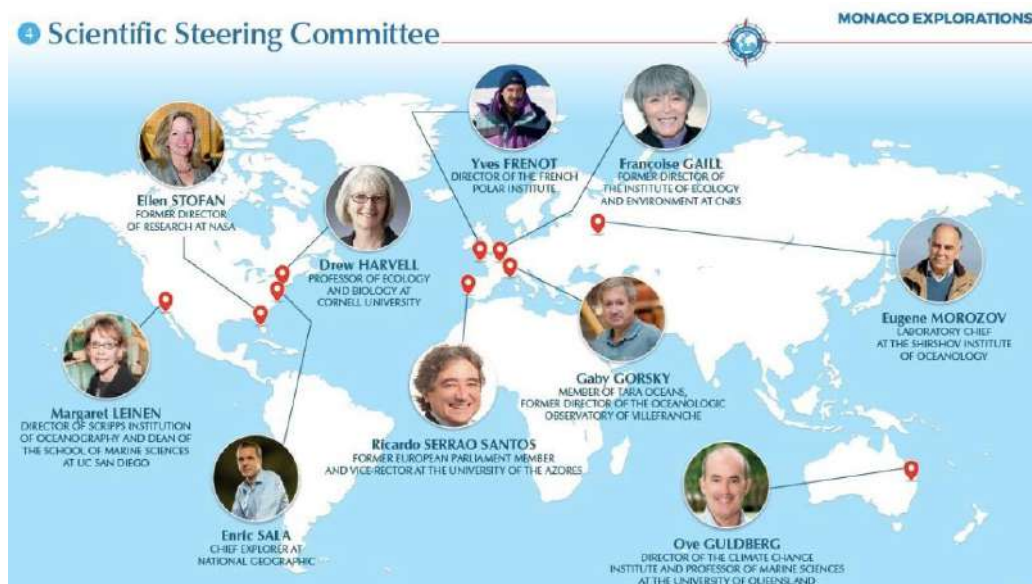 MONACO EXPLORATIONS
4 Scientific Steering Committee
Ellen STOFAN
FORMER DIRECTOR
OF RESEARCH AT NASA
Yves FRENOT
DIRECTOR OF THE FRENCH
POLAR INSTITUTE
Francoise GAILL
FORMER DIRECTOR OF
THE INSTITUTE OF ECOLOGY
AND ENVIRONMENT AT CNRS
Drew HARVELL
PROFESSOR OF ECOLOGY
AND BIOLOGY AT
CORNELL UNIVERSITY
Eugene MOROZOV
LABORATORY CHIEF
AT THE SHIRSHOV INSTITUTE
OF OCEANOLOGY
Margaret LEINEN
DIRECTOR OF SCRIPPS INSTITUTION
OF OCEANOGRAPHY AND DEAN OF
THE SCHOOL OF MARINE SCIENCES
AT UC SAN DIEGO
Gaby GORSKY
MEMBER OF TARA OCEANS,
FORMER DIRECTOR OF THE OCEANOLOGIC
OBSERVATORY OF VILLEFRANCHE
Ricardo SERRAO SANTOS
FORMER EUROPEAN PARLIAMENT MEMBER
AND VICE-RECTOR AT THE UNIVERSITY OF THE AZORES
Enric SALA
CHIEF EXPLORER AT
NATIONAL GEOGRAPHIC
Ove GULDBERG
DIRECTOR OF THE CLIMATE CHANGE
INSTITUTE AND PROFESSOR OF MARINE SCIENCES
AT THE UNIVERSITY OF QUEENSLAND